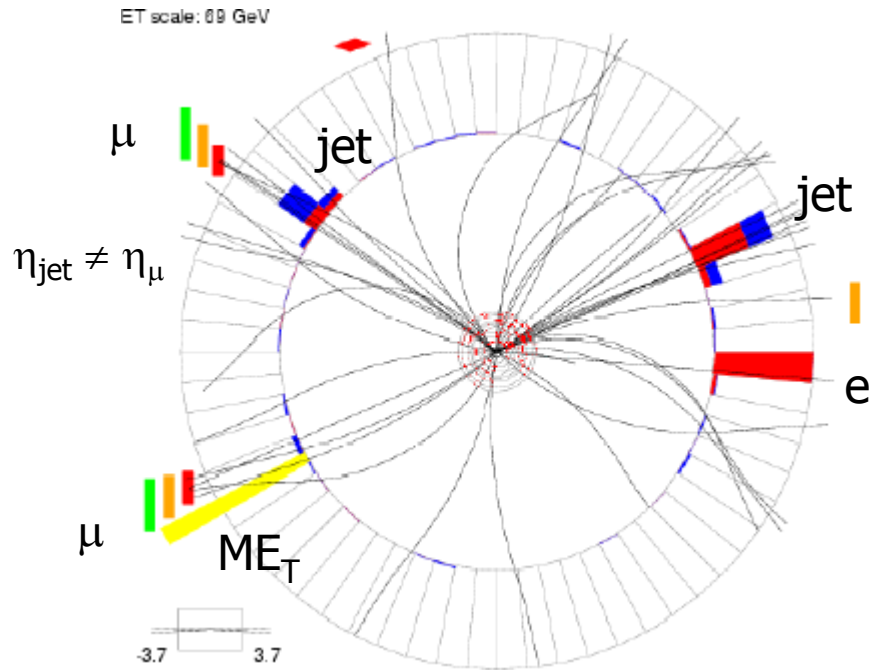 ET scale: 69 GeV
μ
jet
jet
η_jet ≠ η_μ
e
μ
ME_T
-3.7 3.7